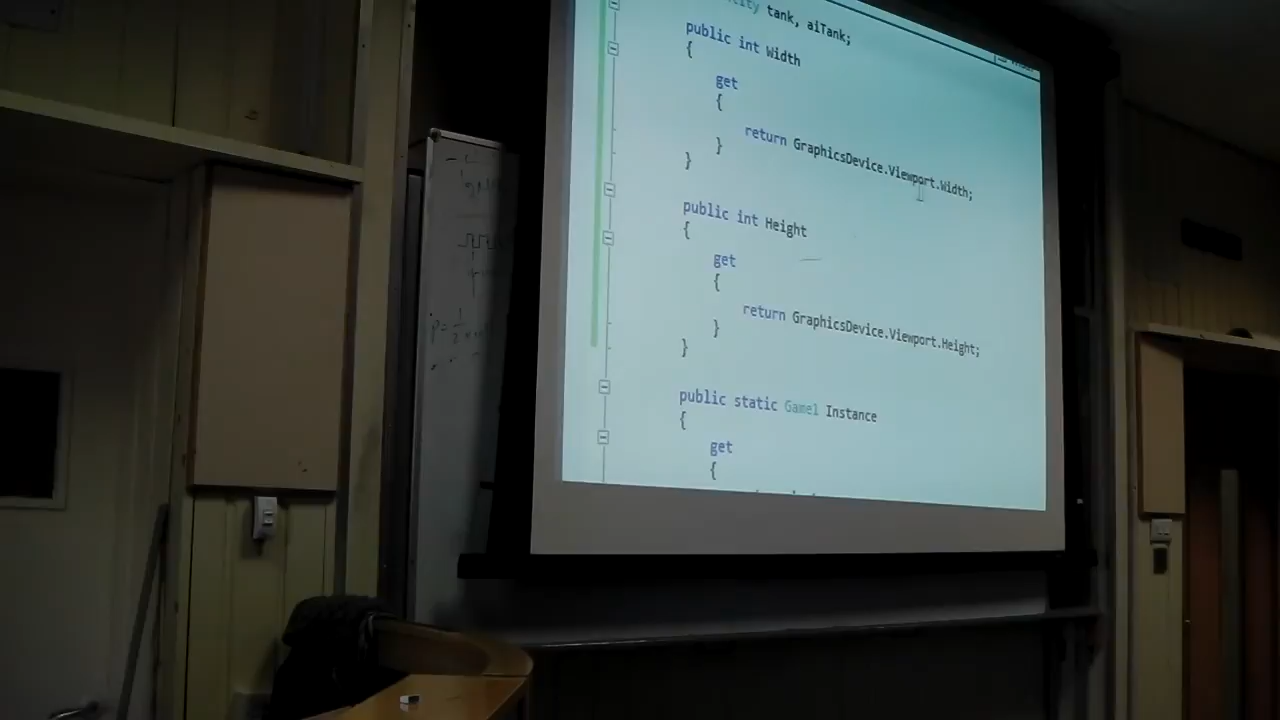 tank, aiTank;
public int Width
{
get
{
return GraphicsDevice.Viewport.Width;
}
}
public int Height
{
get
{
return GraphicsDevice.Viewport.Height;
}
}
public static Game1 Instance
{
get
{